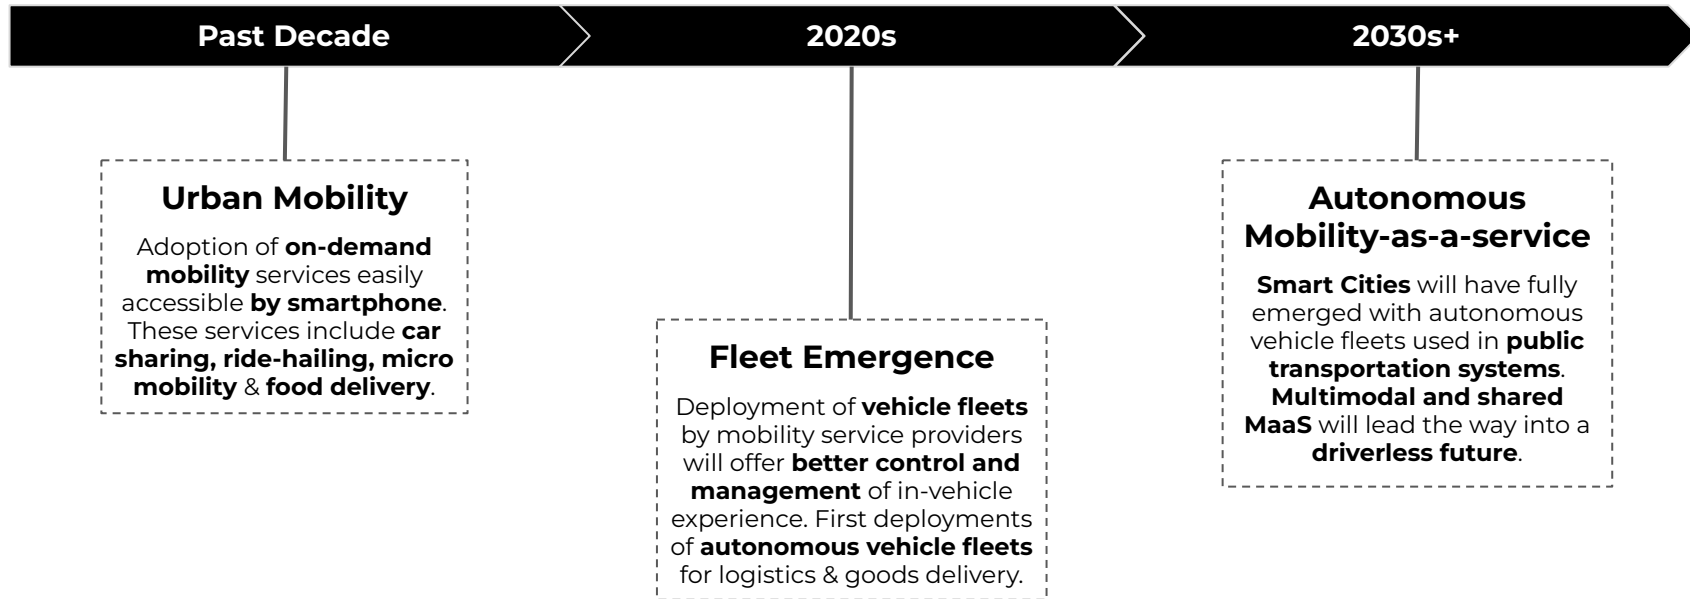 Past Decade
2020s
2030s+
Urban Mobility
Adoption of on-demand
mobility services easily
accessible by smartphone.
These services include car
sharing, ride-hailing, micro
mobility & food delivery.
Fleet Emergence
Deployment of vehicle fleets
by mobility service providers
will offer better control and
management of in-vehicle
experience. First deployments
of autonomous vehicle fleets
for logistics & goods delivery.
Autonomous
Mobility-as-a-service
Smart Cities will have fully
emerged with autonomous
vehicle fleets used in public
transportation systems.
Multimodal and shared
MaaS will lead the way into a
driverless future.